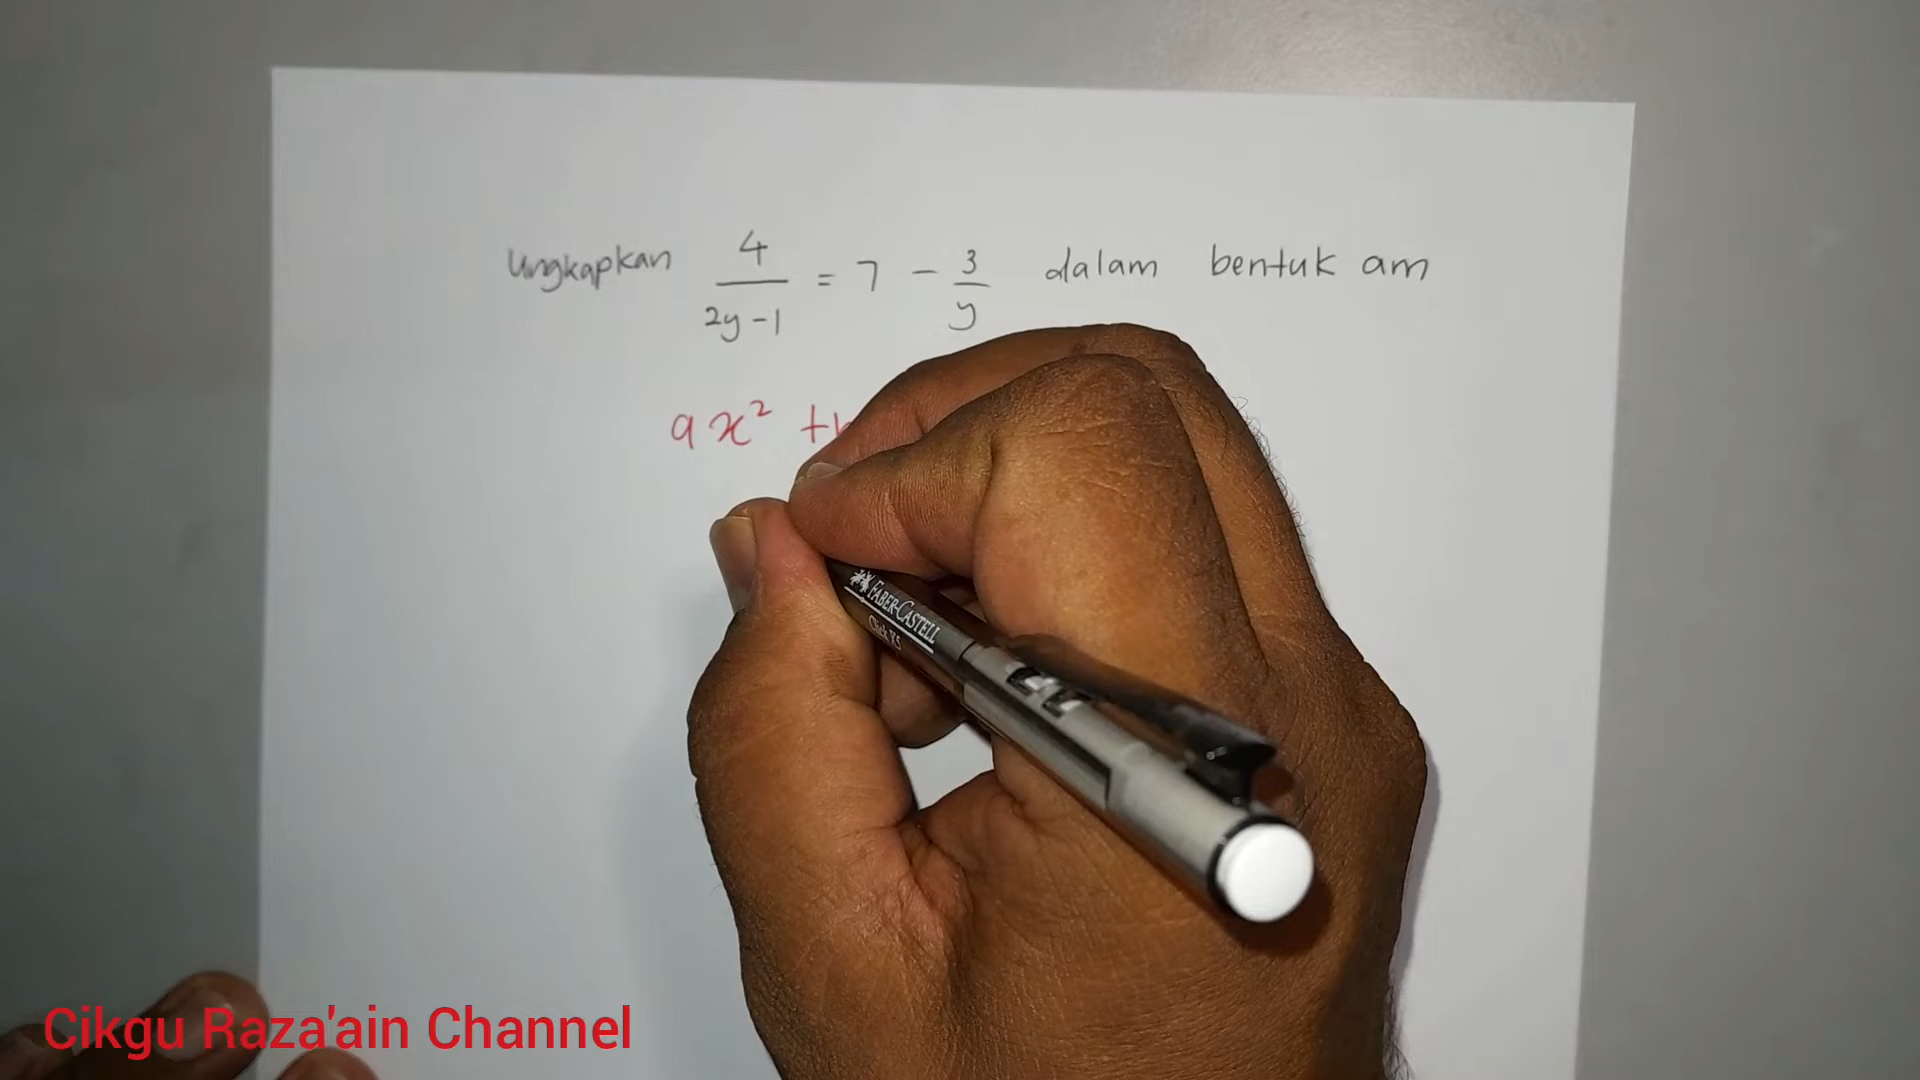 Ungkapkan 4/(2y-1) = 7 - 3/y dalam bentuk am
ax² +
FABER-CASTELL
Click X5
Cikgu Raza'ain Channel